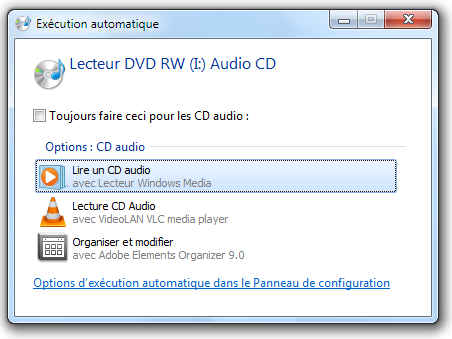 Exécution automatique
Lecteur DVD RW (I:) Audio CD
Toujours faire ceci pour les CD audio :
Options : CD audio
Lire un CD audio
avec Lecteur Windows Media
Lecture CD Audio
avec VideoLAN VLC media player
Organiser et modifier
avec Adobe Elements Organizer 9.0
Options d'exécution automatique dans le Panneau de configuration